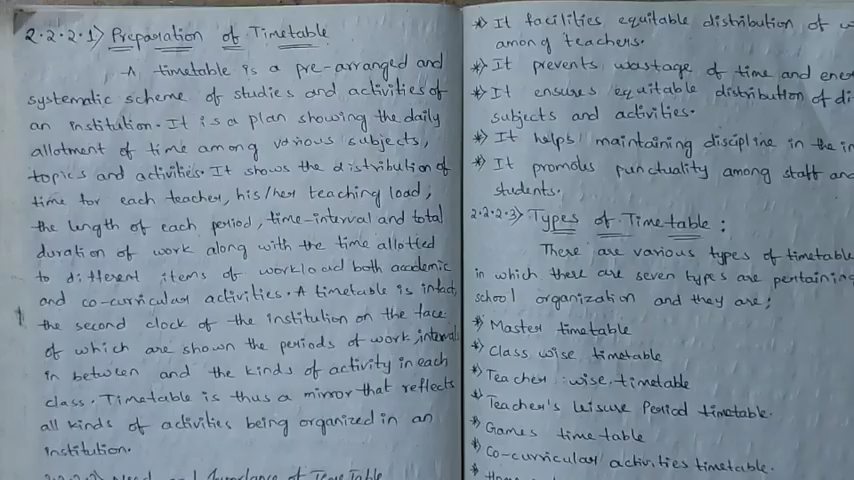 2.2.2.1) Preparation of Timetable
A timetable is a pre-arranged and
systematic scheme of studies and activities of
an institution. It is a plan showing the daily
allotment of time among various subjects,
topics and activities. It shows the distribution of
time for each teacher, his/her teaching load,
the length of each period, time-interval and total
duration of work along with the time allotted
to different items of workload both academic
and co-curricular activities. A timetable is infact,
the second clock of the institution on the face
of which are shown the periods of work, interval
in between and the kinds of activity in each
class. Timetable is thus a mirror that reflects
all kinds of activities being organized in an
institution.
of Time Table
* It facilities equitable distribution of
among teachers.
* It prevents wastage of time and
* It ensures equitable distribution of
subjects and activities.
* It helps maintaining discipline in the
* It promotes punctuality among staff and
students.
2.2.2.3) Types of Timetable :
There are various types of timetable
in which there are seven types are pertaining
school organization and they are;
* Master timetable
* Class wise timetable
* Teacher wise timetable
* Teacher's leisure Period timetable.
* Games time table
* Co-curricular activities timetable.